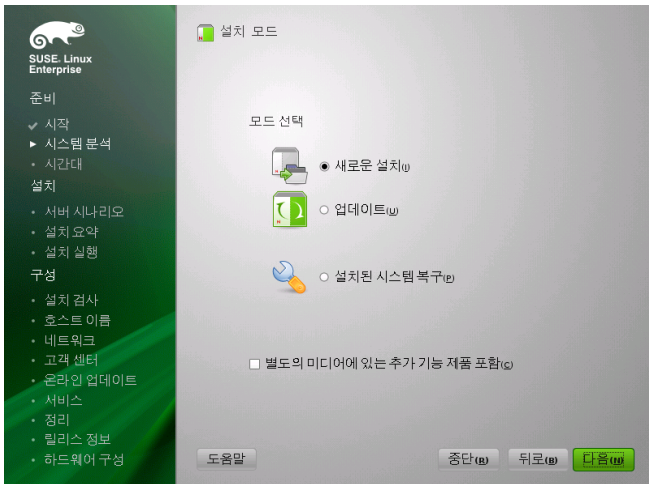 SUSE. Linux
Enterprise
준비
시작
시스템 분석
시간대
설치
서버 시나리오
설치 요약
설치 실행
구성
설치 검사
호스트 이름
네트워크
고객 센터
온라인 업데이트
서비스
정리
릴리스 정보
하드웨어 구성
설치 모드
모드 선택
새로운 설치(I)
업데이트(U)
설치된 시스템 복구(P)
별도의 미디어에 있는 추가 기능 제품 포함(C)
도움말
중단(R)
뒤로(B)
다음(N)